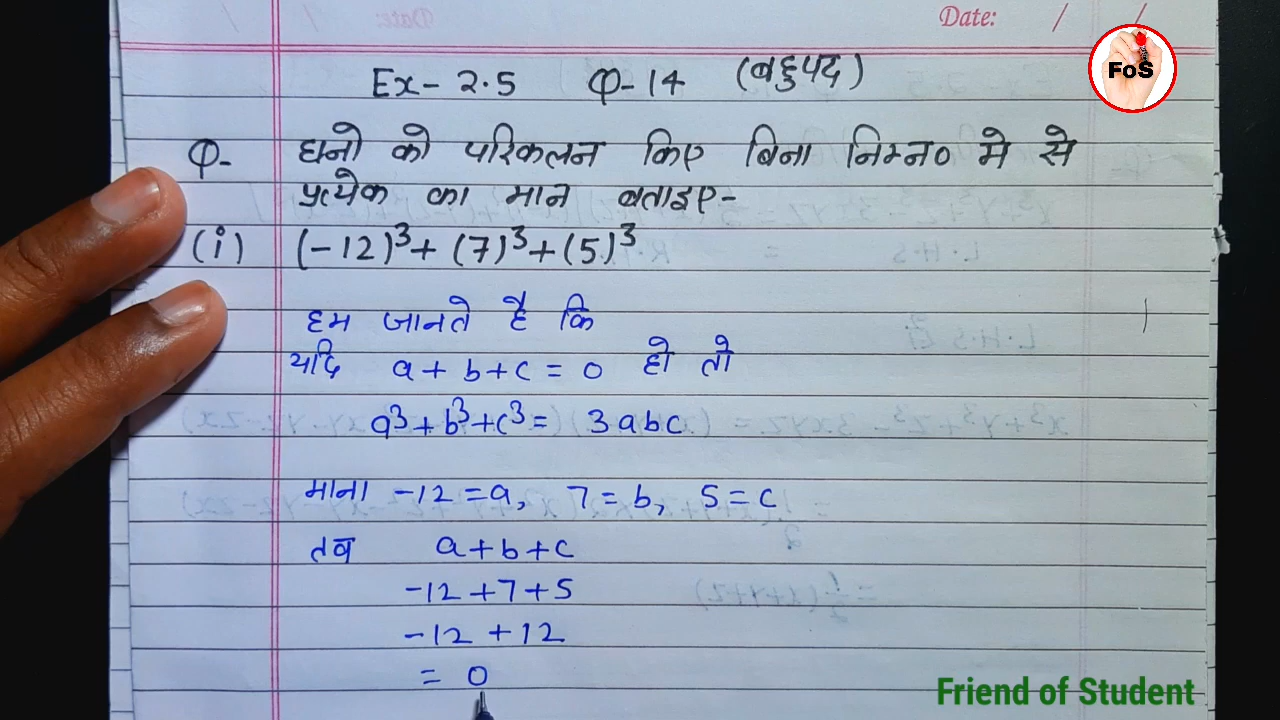 Date: / /
FoS
Ex- 2.5 Q-14 (बहुपद)
Q- घनो को परिकलन किए बिना निम्न० मे से
प्रत्येक का मान बताइए-
(i) (-12)³+(7)³+(5)³
हम जानते है कि
यदि a+b+c=0 हो तो
a³+b³+c³= 3abc
माना -12=a, 7=b, 5=c
तब a+b+c
-12+7+5
-12+12
= 0
Friend of Student